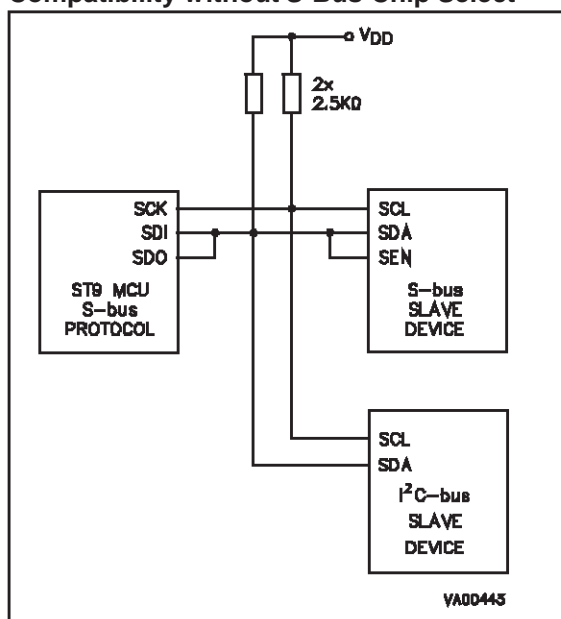 Compatibility without S-Bus Chip Select
VDD
2x
2.5KΩ
SCK
SDI
SDO
ST9 MCU
S-bus
PROTOCOL
SCL
SDA
SEN
S-bus
SLAVE
DEVICE
SCL
SDA
I²C-bus
SLAVE
DEVICE
VA00443